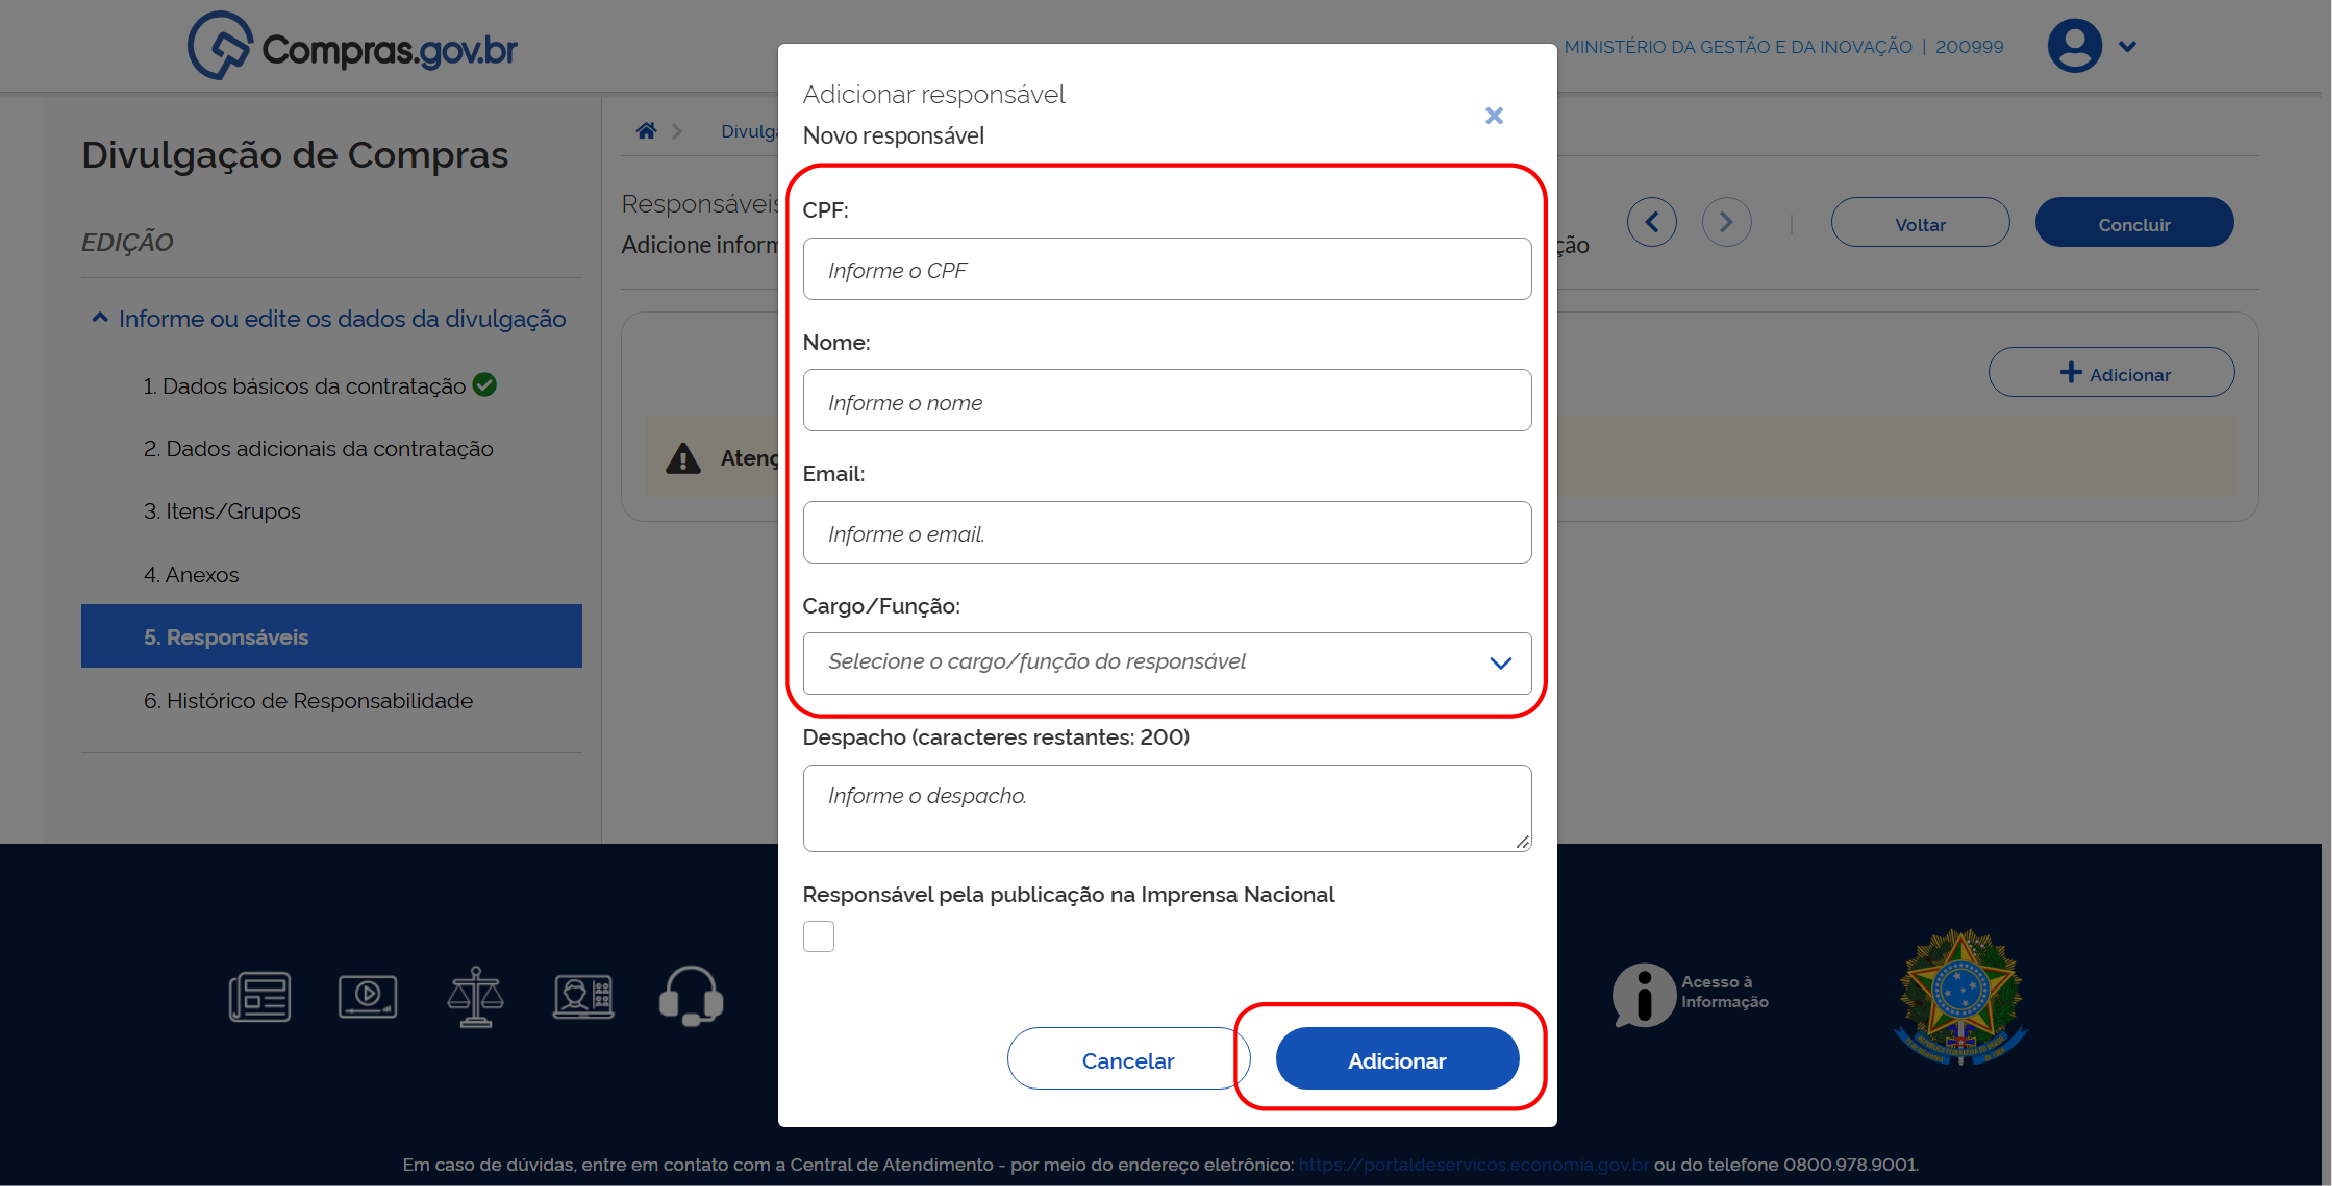 Compras.gov.br
MINISTÉRIO DA GESTÃO E DA INOVAÇÃO | 200999
Divulgação de Compras
EDIÇÃO
Informe ou edite os dados da divulgação
1. Dados básicos da contratação
2. Dados adicionais da contratação
3. Itens/Grupos
4. Anexos
5. Responsáveis
6. Histórico de Responsabilidade
Divulga
Responsáveis
Adicione inform
ção
Voltar
Concluir
Adicionar
Atenç
Adicionar responsável
Novo responsável
CPF:
Informe o CPF
Nome:
Informe o nome
Email:
Informe o email.
Cargo/Função:
Selecione o cargo/função do responsável
Despacho (caracteres restantes: 200)
Informe o despacho.
Responsável pela publicação na Imprensa Nacional
Cancelar
Adicionar
Acesso à
Informação
Em caso de dúvidas, entre em contato com a Central de Atendimento - por meio do endereço eletrônico: https://portaldeservicos.economia.gov.br ou do telefone 0800.978.9001.